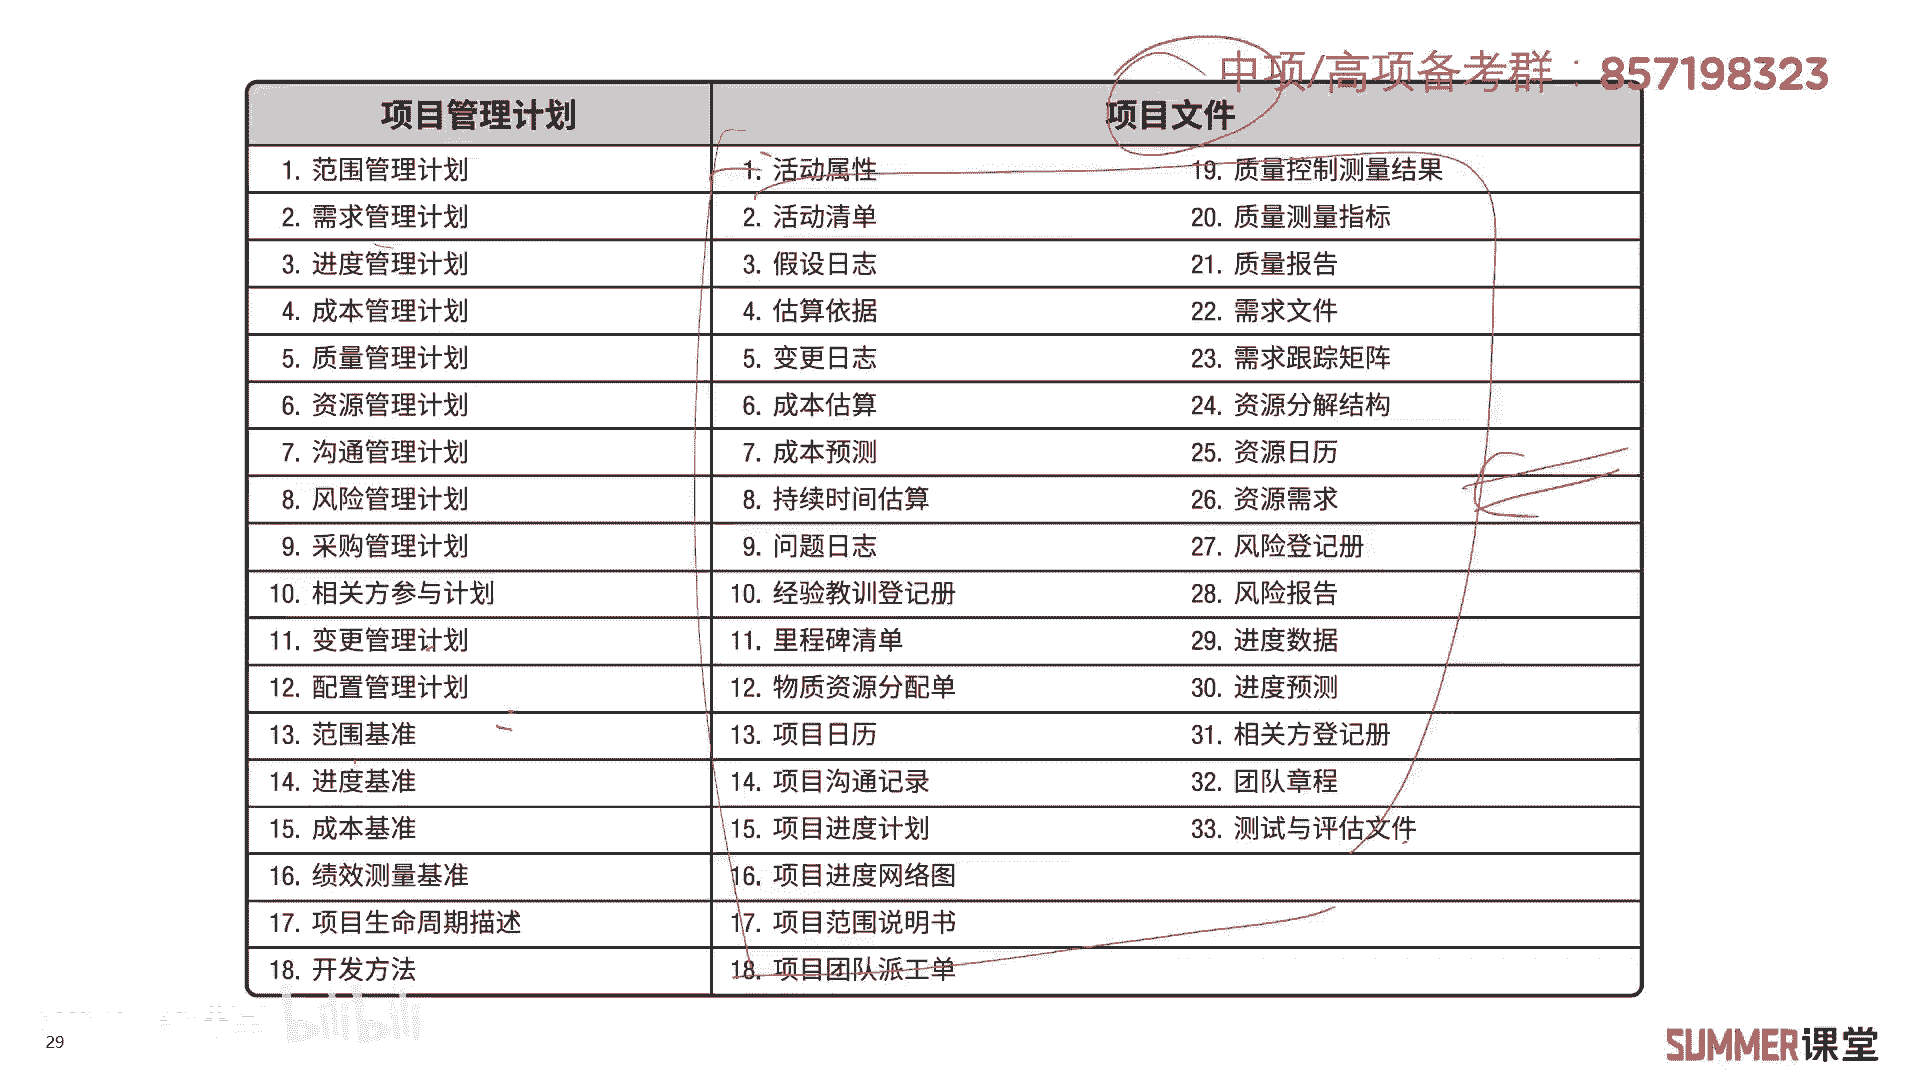 中项/高项备考群：857198323
项目管理计划 项目文件
1. 范围管理计划 1. 活动属性 19. 质量控制测量结果
2. 需求管理计划 2. 活动清单 20. 质量测量指标
3. 进度管理计划 3. 假设日志 21. 质量报告
4. 成本管理计划 4. 估算依据 22. 需求文件
5. 质量管理计划 5. 变更日志 23. 需求跟踪矩阵
6. 资源管理计划 6. 成本估算 24. 资源分解结构
7. 沟通管理计划 7. 成本预测 25. 资源日历
8. 风险管理计划 8. 持续时间估算 26. 资源需求
9. 采购管理计划 9. 问题日志 27. 风险登记册
10. 相关方参与计划 10. 经验教训登记册 28. 风险报告
11. 变更管理计划 11. 里程碑清单 29. 进度数据
12. 配置管理计划 12. 物质资源分配单 30. 进度预测
13. 范围基准 13. 项目日历 31. 相关方登记册
14. 进度基准 14. 项目沟通记录 32. 团队章程
15. 成本基准 15. 项目进度计划 33. 测试与评估文件
16. 绩效测量基准 16. 项目进度网络图
17. 项目生命周期描述 17. 项目范围说明书
18. 开发方法 18. 项目团队派工单
bilibili
29
SUMMER课堂